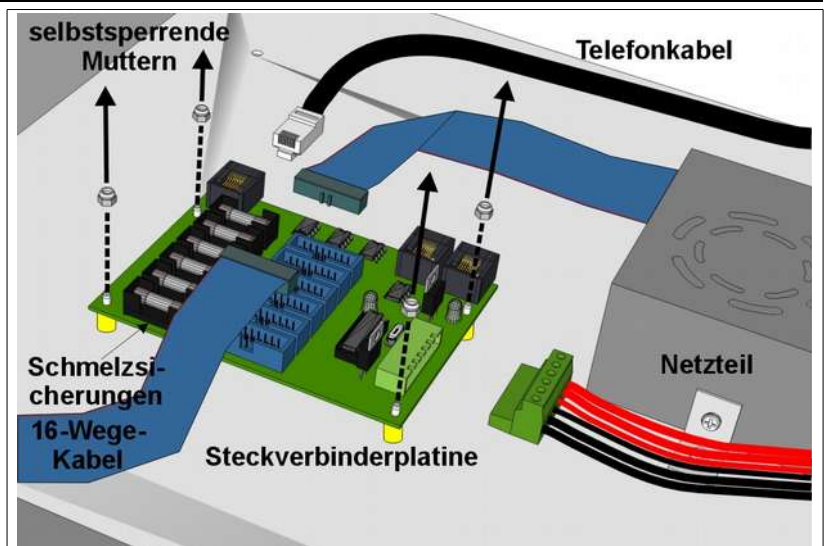 selbstsperrende
Muttern
Telefonkabel
Schmelzsi-
cherungen
16-Wege-
Kabel
Steckverbinderplatine
Netzteil